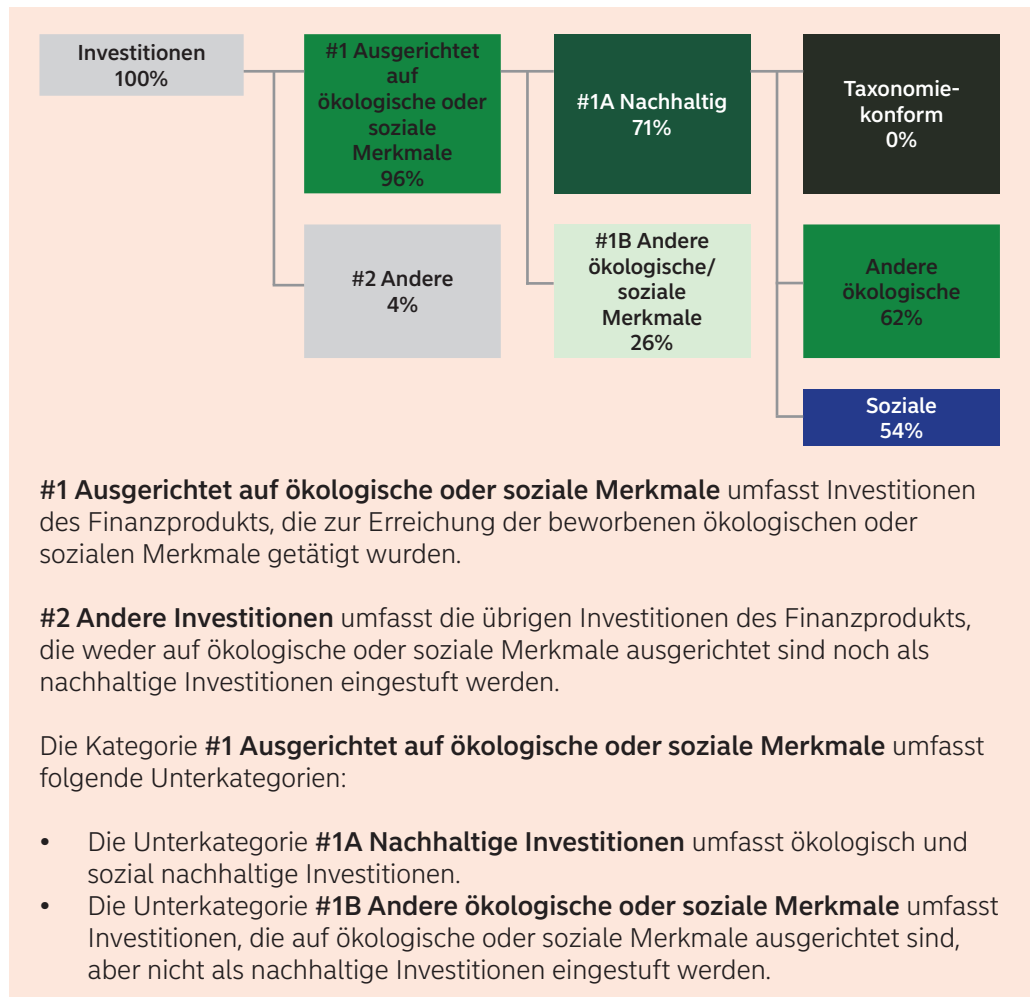 Investitionen
100%
#1 Ausgerichtet
auf
ökologische oder
soziale
Merkmale
96%
#1A Nachhaltig
71%
Taxonomie-
konform
0%
#2 Andere
4%
#1B Andere
ökologische/
soziale
Merkmale
26%
Andere
ökologische
62%
Soziale
54%
#1 Ausgerichtet auf ökologische oder soziale Merkmale umfasst Investitionen
des Finanzprodukts, die zur Erreichung der beworbenen ökologischen oder
sozialen Merkmale getätigt wurden.
#2 Andere Investitionen umfasst die übrigen Investitionen des Finanzprodukts,
die weder auf ökologische oder soziale Merkmale ausgerichtet sind noch als
nachhaltige Investitionen eingestuft werden.
Die Kategorie #1 Ausgerichtet auf ökologische oder soziale Merkmale umfasst
folgende Unterkategorien:
• Die Unterkategorie #1A Nachhaltige Investitionen umfasst ökologisch und
sozial nachhaltige Investitionen.
• Die Unterkategorie #1B Andere ökologische oder soziale Merkmale umfasst
Investitionen, die auf ökologische oder soziale Merkmale ausgerichtet sind,
aber nicht als nachhaltige Investitionen eingestuft werden.